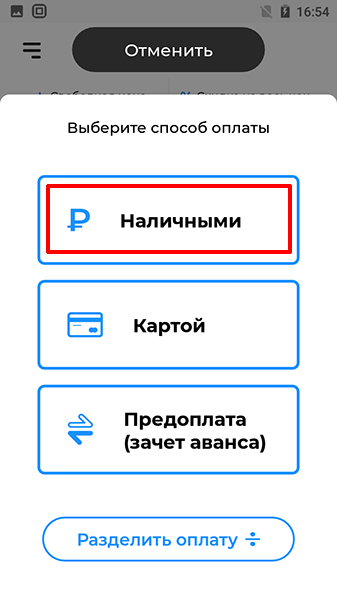 16:54
Отменить
Выберите способ оплаты
₽ Наличными
Картой
Предоплата
(зачет аванса)
Разделить оплату ÷